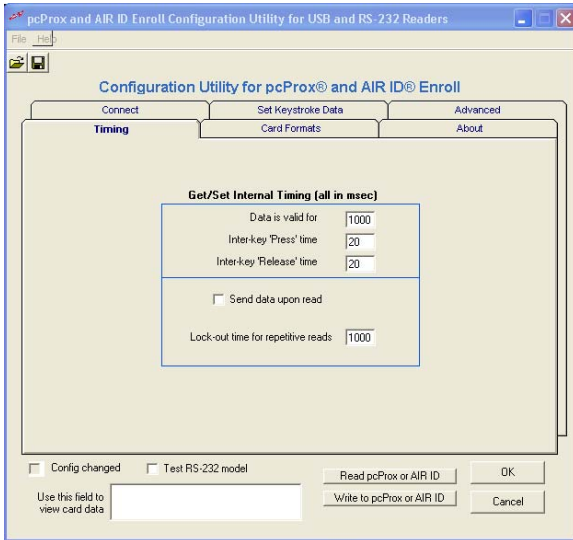 pcProx and AIR ID Enroll Configuration Utility for USB and RS-232 Readers
File Help
Configuration Utility for pcProx® and AIR ID® Enroll
Connect Set Keystroke Data Advanced
Timing Card Formats About
Get/Set Internal Timing (all in msec)
Data is valid for 1000
Inter-key 'Press' time 20
Inter-key 'Release' time 20
Send data upon read
Lock-out time for repetitive reads 1000
Config changed Test RS-232 model
Read pcProx or AIR ID OK
Use this field to
view card data
Write to pcProx or AIR ID Cancel